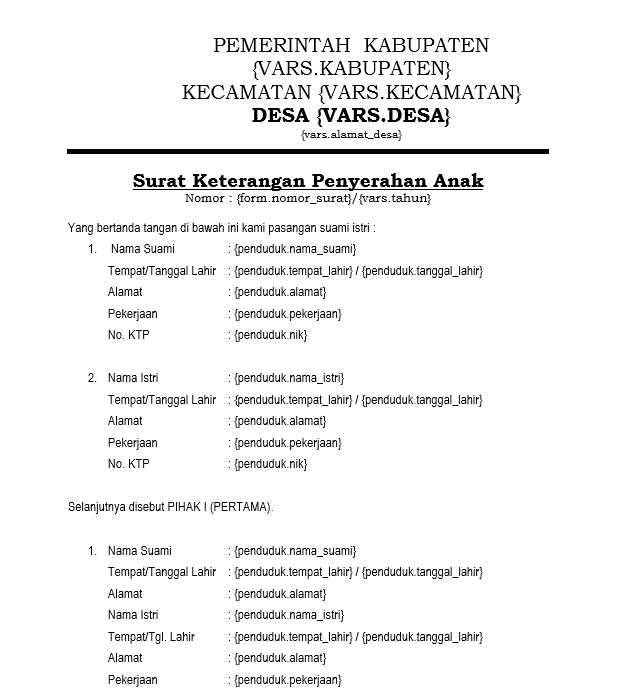 PEMERINTAH KABUPATEN
{VARS.KABUPATEN}
KECAMATAN {VARS.KECAMATAN}
DESA {VARS.DESA}
{vars.alamat_desa}
Surat Keterangan Penyerahan Anak
Nomor : {form.nomor_surat}/{vars.tahun}
Yang bertanda tangan di bawah ini kami pasangan suami istri :
1. Nama Suami : {penduduk.nama_suami}
Tempat/Tanggal Lahir : {penduduk.tempat_lahir} / {penduduk.tanggal_lahir}
Alamat : {penduduk.alamat}
Pekerjaan : {penduduk.pekerjaan}
No. KTP : {penduduk.nik}
2. Nama Istri : {penduduk.nama_istri}
Tempat/Tanggal Lahir : {penduduk.tempat_lahir} / {penduduk.tanggal_lahir}
Alamat : {penduduk.alamat}
Pekerjaan : {penduduk.pekerjaan}
No. KTP : {penduduk.nik}
Selanjutnya disebut PIHAK I (PERTAMA).
1. Nama Suami : {penduduk.nama_suami}
Tempat/Tanggal Lahir : {penduduk.tempat_lahir} / {penduduk.tanggal_lahir}
Alamat : {penduduk.alamat}
Nama Istri : {penduduk.nama_istri}
Tempat/Tgl. Lahir : {penduduk.tempat_lahir} / {penduduk.tanggal_lahir}
Alamat : {penduduk.alamat}
Pekerjaan : {penduduk.pekerjaan}